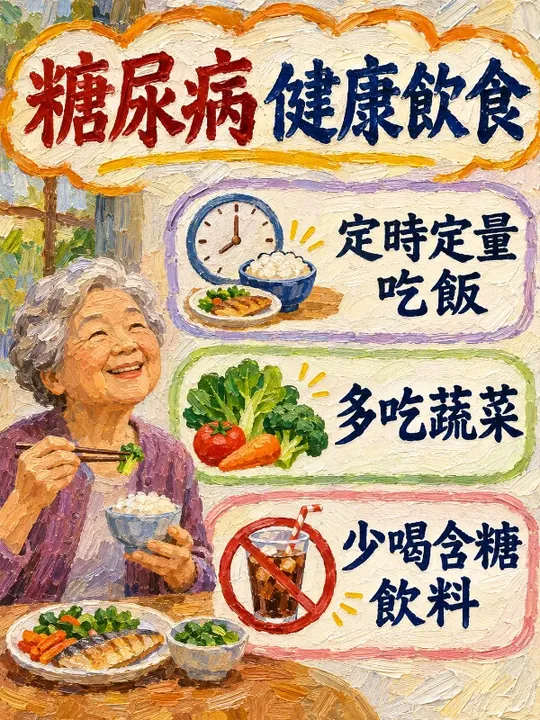 糖尿病 健康飲食
定時定量
吃飯
多吃蔬菜
少喝含糖
飲料